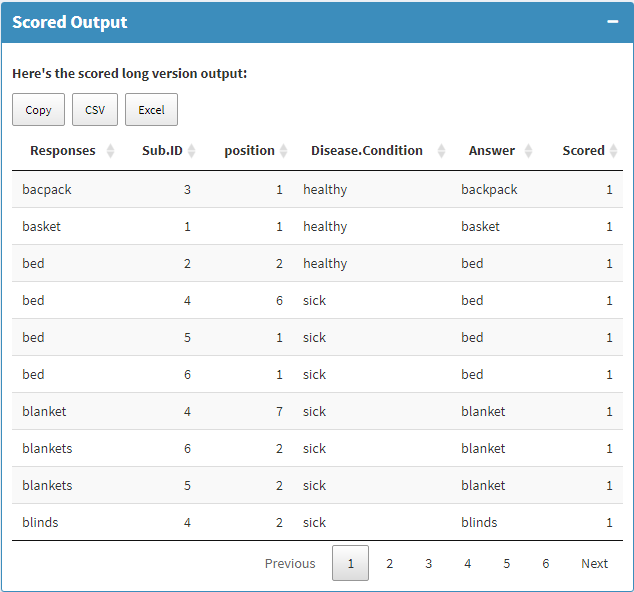 Scored Output
Here's the scored long version output:
Copy CSV Excel
Responses Sub.ID position Disease.Condition Answer Scored
bacpack 3 1 healthy backpack 1
basket 1 1 healthy basket 1
bed 2 2 healthy bed 1
bed 4 6 sick bed 1
bed 5 1 sick bed 1
bed 6 1 sick bed 1
blanket 4 7 sick blanket 1
blankets 6 2 sick blanket 1
blankets 5 2 sick blanket 1
blinds 4 2 sick blinds 1
Previous 1 2 3 4 5 6 Next